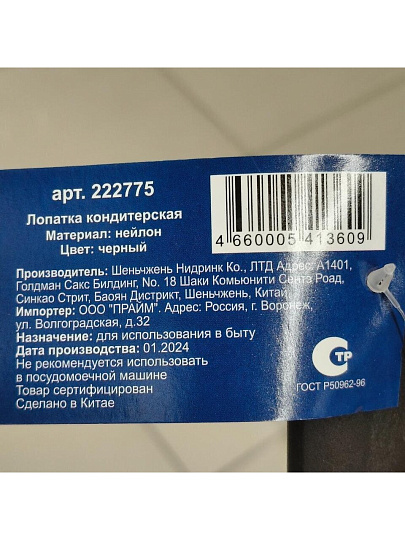 арт. 222775
Лопатка кондитерская
Материал: нейлон
Цвет: черный
4 660005 413609
Производитель: Шеньчжень Нидринк Ко., ЛТД Адрес: А1401,
Голдман Сакс Билдинг, No. 18 Шаки Комьюнити Сентэ Роад,
Синкао Стрит, Баоян Дистрикт, Шеньчжень, Китай
Импортер: ООО "ПРАЙМ". Адрес: Россия, г. Воронеж,
ул. Волгоградская, д.32
Назначение: для использования в быту
Дата производства: 01.2024
Не рекомендуется использовать
в посудомоечной машине
Товар сертифицирован
Сделано в Китае
СТР
ГОСТ Р50962-96